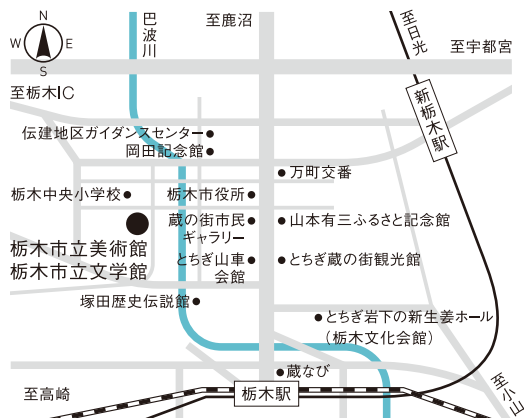 N
W E
S
巴波川
至鹿沼
至日光
至宇都宮
至栃木IC
新栃木駅
伝建地区ガイダンスセンター
岡田記念館
万町交番
栃木中央小学校
栃木市役所
蔵の街市民
ギャラリー
山本有三ふるさと記念館
栃木市立美術館
栃木市立文学館
とちぎ山車
会館
とちぎ蔵の街観光館
塚田歴史伝説館
とちぎ岩下の新生姜ホール
（栃木文化会館）
蔵なび
至高崎
栃木駅
至小山